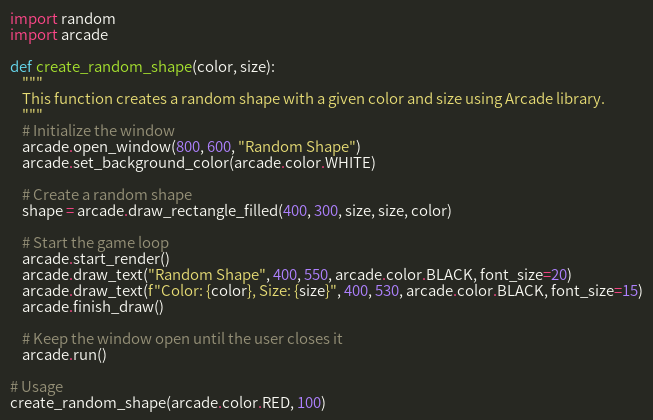 import random
import arcade

def create_random_shape(color, size):
    """
    This function creates a random shape with a given color and size using Arcade library.
    """
    # Initialize the window
    arcade.open_window(800, 600, "Random Shape")
    arcade.set_background_color(arcade.color.WHITE)

    # Create a random shape
    shape = arcade.draw_rectangle_filled(400, 300, size, size, color)

    # Start the game loop
    arcade.start_render()
    arcade.draw_text("Random Shape", 400, 550, arcade.color.BLACK, font_size=20)
    arcade.draw_text(f"Color: {color}, Size: {size}", 400, 530, arcade.color.BLACK, font_size=15)
    arcade.finish_draw()

    # Keep the window open until the user closes it
    arcade.run()

# Usage
create_random_shape(arcade.color.RED, 100)